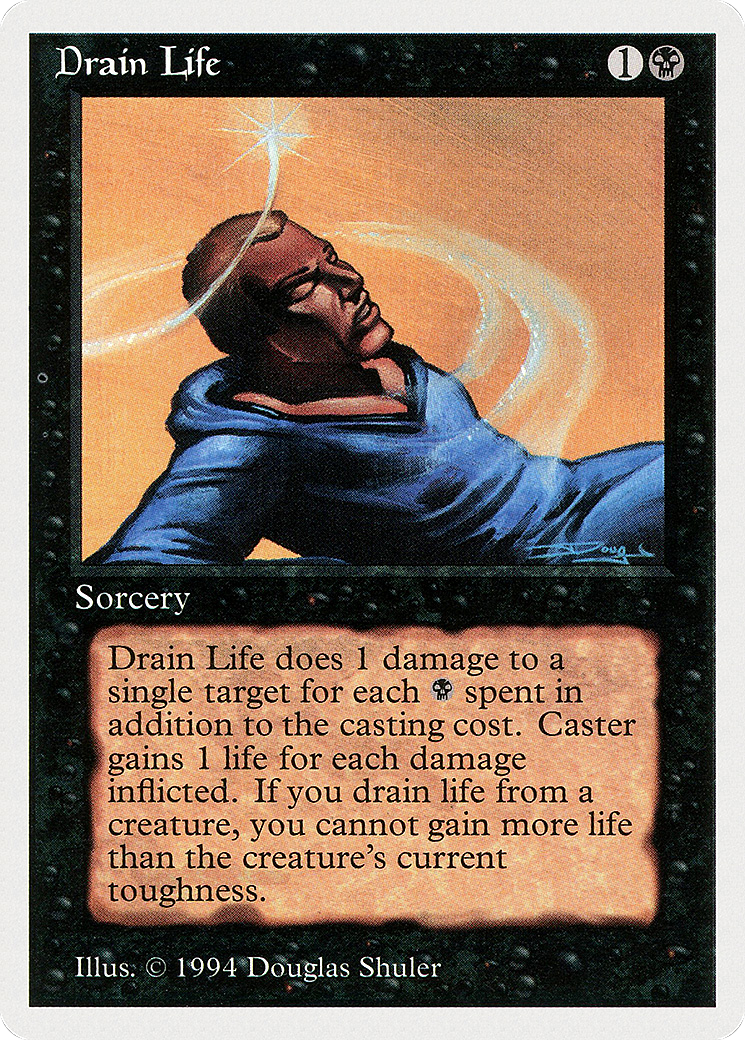 Drain Life
1
Doug
Sorcery
Drain Life does 1 damage to a
single target for each spent in
addition to the casting cost. Caster
gains 1 life for each damage
inflicted. If you drain life from a
creature, you cannot gain more life
than the creature's current
toughness.
Illus. © 1994 Douglas Shuler